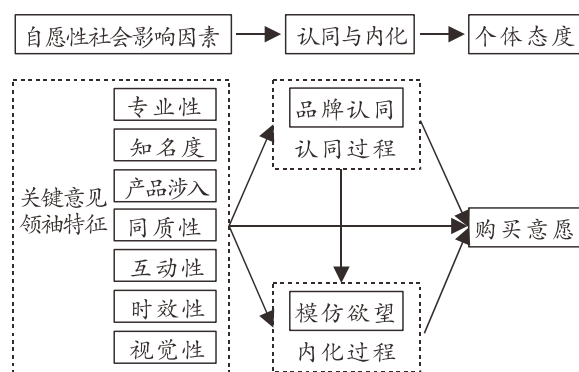 自愿性社会影响因素
认同与内化
个体态度
关键意见
领袖特征
专业性
知名度
产品涉入
同质性
互动性
时效性
视觉性
品牌认同
认同过程
模仿欲望
内化过程
购买意愿